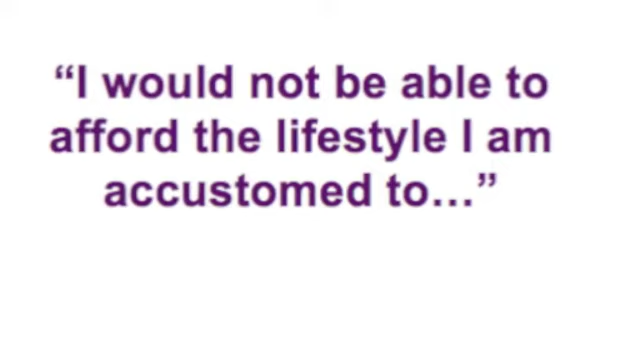 “I would not be able to
afford the lifestyle I am
accustomed to...”